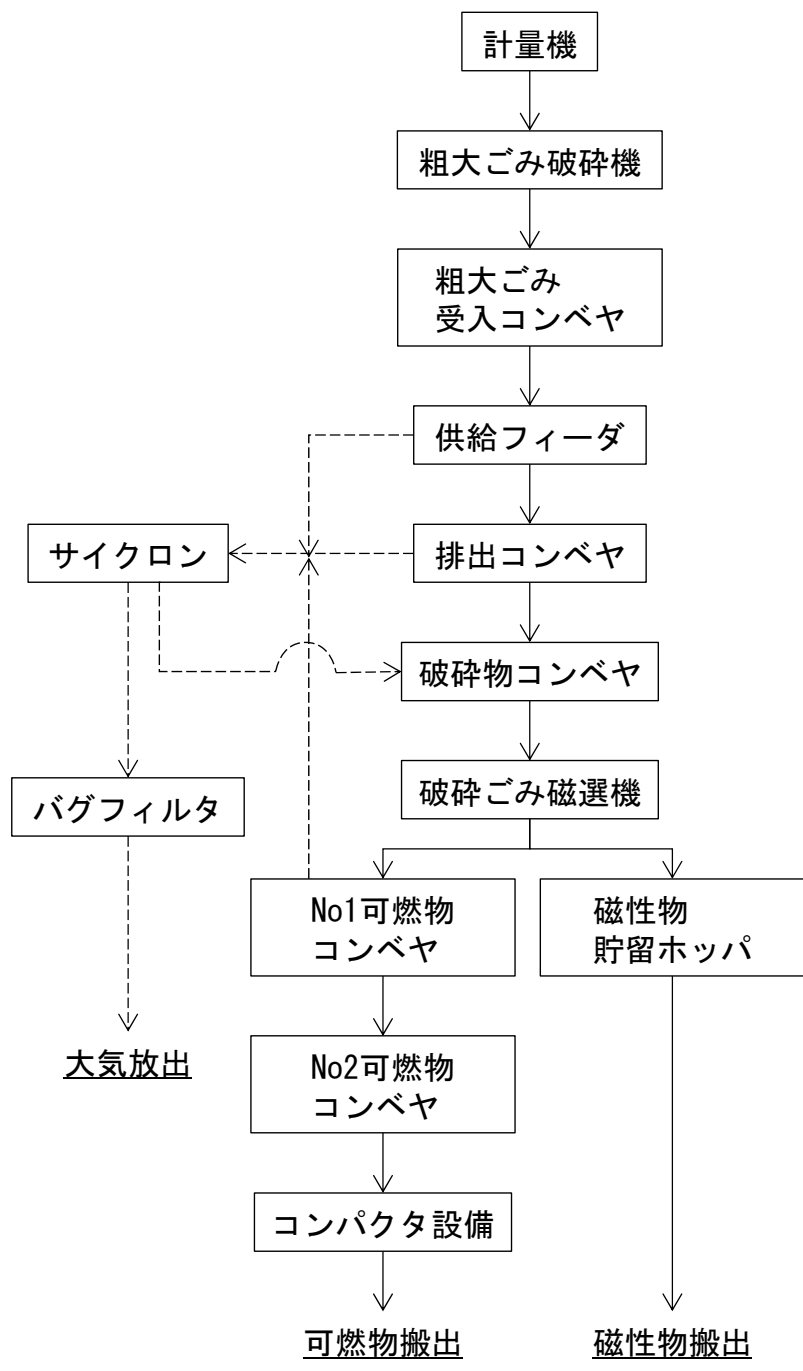 計量機
粗大ごみ破砕機
粗大ごみ
受入コンベヤ
供給フィーダ
サイクロン
排出コンベヤ
破砕物コンベヤ
バグフィルタ
破砕ごみ磁選機
No1可燃物
コンベヤ
磁性物
貯留ホッパ
大気放出
No2可燃物
コンベヤ
コンパクタ設備
可燃物搬出
磁性物搬出